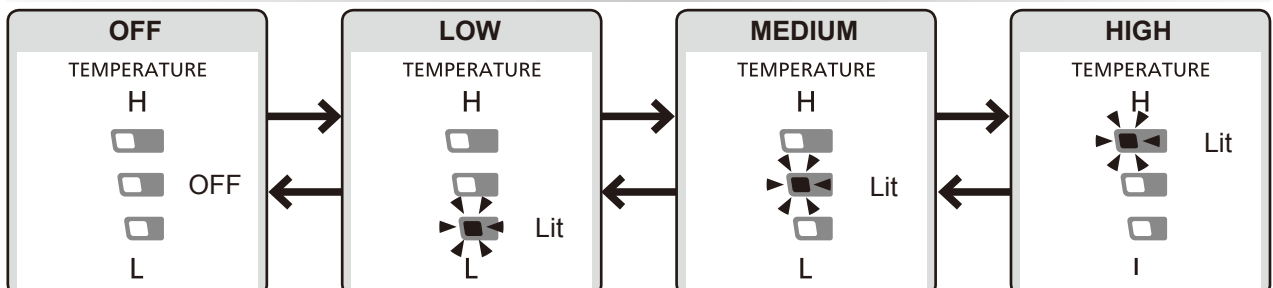 OFF
TEMPERATURE
H
OFF
L
LOW
TEMPERATURE
H
Lit
L
MEDIUM
TEMPERATURE
H
Lit
L
HIGH
TEMPERATURE
H
Lit
I